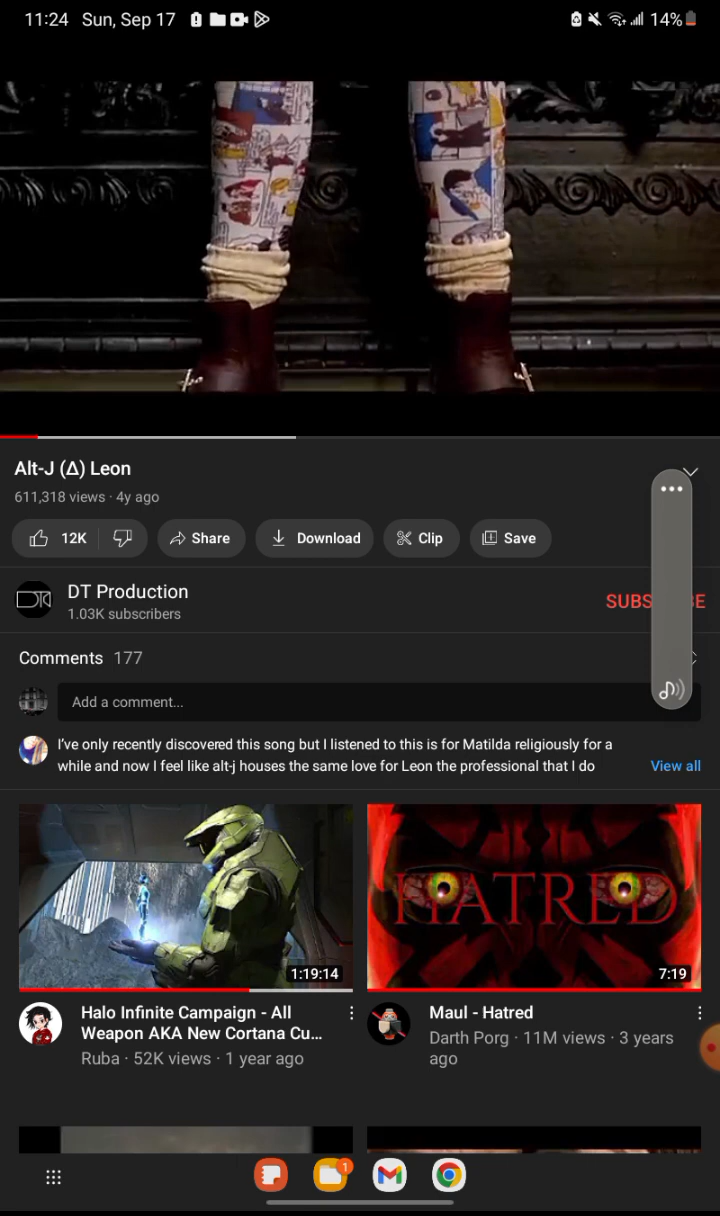 11:24 Sun, Sep 17
14%
Alt-J (Δ) Leon
611,318 views · 4y ago
12K
Share
Download
Clip
Save
DT Production
1.03K subscribers
SUBS
BE
Comments 177
Add a comment...
I've only recently discovered this song but I listened to this is for Matilda religiously for a
while and now I feel like alt-j houses the same love for Leon the professional that I do
View all
1:19:14
HATRED
7:19
Halo Infinite Campaign - All
Weapon AKA New Cortana Cu...
Ruba · 52K views · 1 year ago
Maul - Hatred
Darth Porg · 11M views · 3 years
ago
1